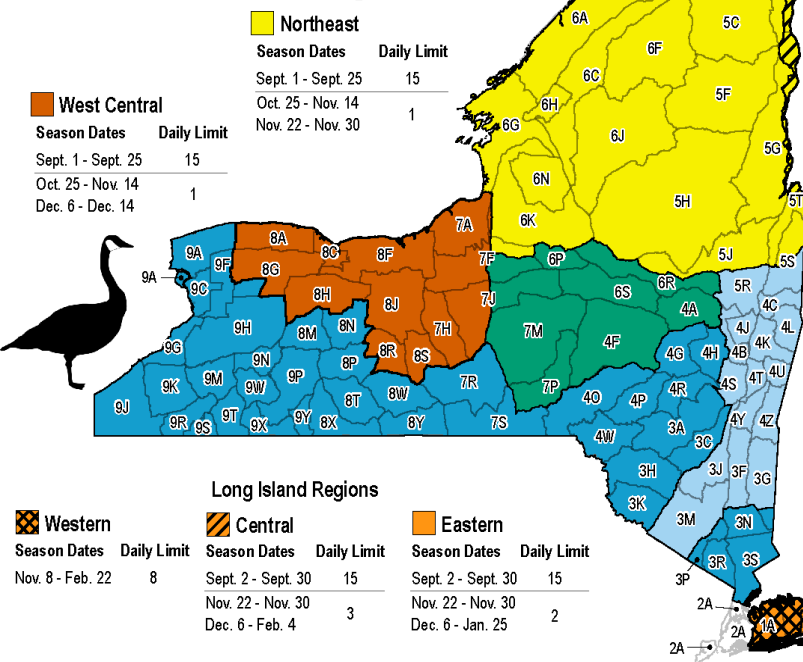 Northeast
Season Dates Daily Limit
Sept. 1 - Sept. 25 15
Oct. 25 - Nov. 14
1
Nov. 22 - Nov. 30
West Central
Season Dates Daily Limit
Sept. 1 - Sept. 25 15
Oct. 25 - Nov. 14
1
Dec. 6 - Dec. 14
6A
5C
6F
6C
5F
6H
6G
6J
5G
6N
5H
5T
6K
7A
8A
8C
8F
7F
5J
5S
9A
9F
8G
6P
6R
5R
9A
9C
8H
8J
7J
6S
4A
4C
9H
8M
8N
7H
7M
4F
4J
4L
9G
8R
8S
4G
4H
4B
4K
9N
8P
9K
9M
9W
9P
8W
7R
7P
4O
4P
4R
4S
4T
4U
9J
9R
9S
9T
9X
9Y
8X
8T
8Y
7S
4W
3A
3C
4Y
4Z
3H
3J
3F
3G
3K
3M
3N
3P
3R
3S
2A
2A
2A
1A
Long Island Regions
Western
Season Dates Daily Limit
Nov. 8 - Feb. 22 8
Central
Season Dates Daily Limit
Sept. 2 - Sept. 30 15
Nov. 22 - Nov. 30
3
Dec. 6 - Feb. 4
Eastern
Season Dates Daily Limit
Sept. 2 - Sept. 30 15
Nov. 22 - Nov. 30
2
Dec. 6 - Jan. 25